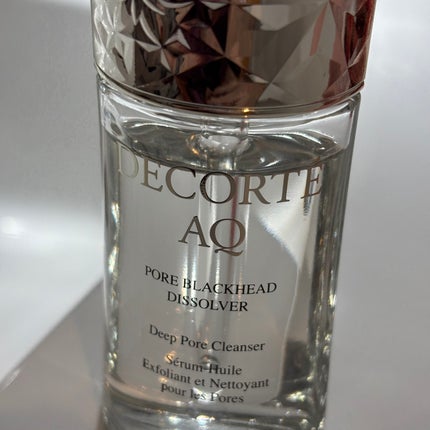 DECORTÉ
AQ
PORE BLACKHEAD
DISSOLVER
Deep Pore Cleanser
Sérum-Huile
Exfoliant et Nettoyant
pour les Pores